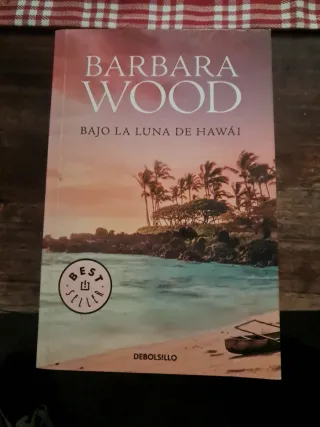 BARBARA
WOOD
BAJO LA LUNA DE HAWÁI
BEST
SELLER
DEBOLSILLO